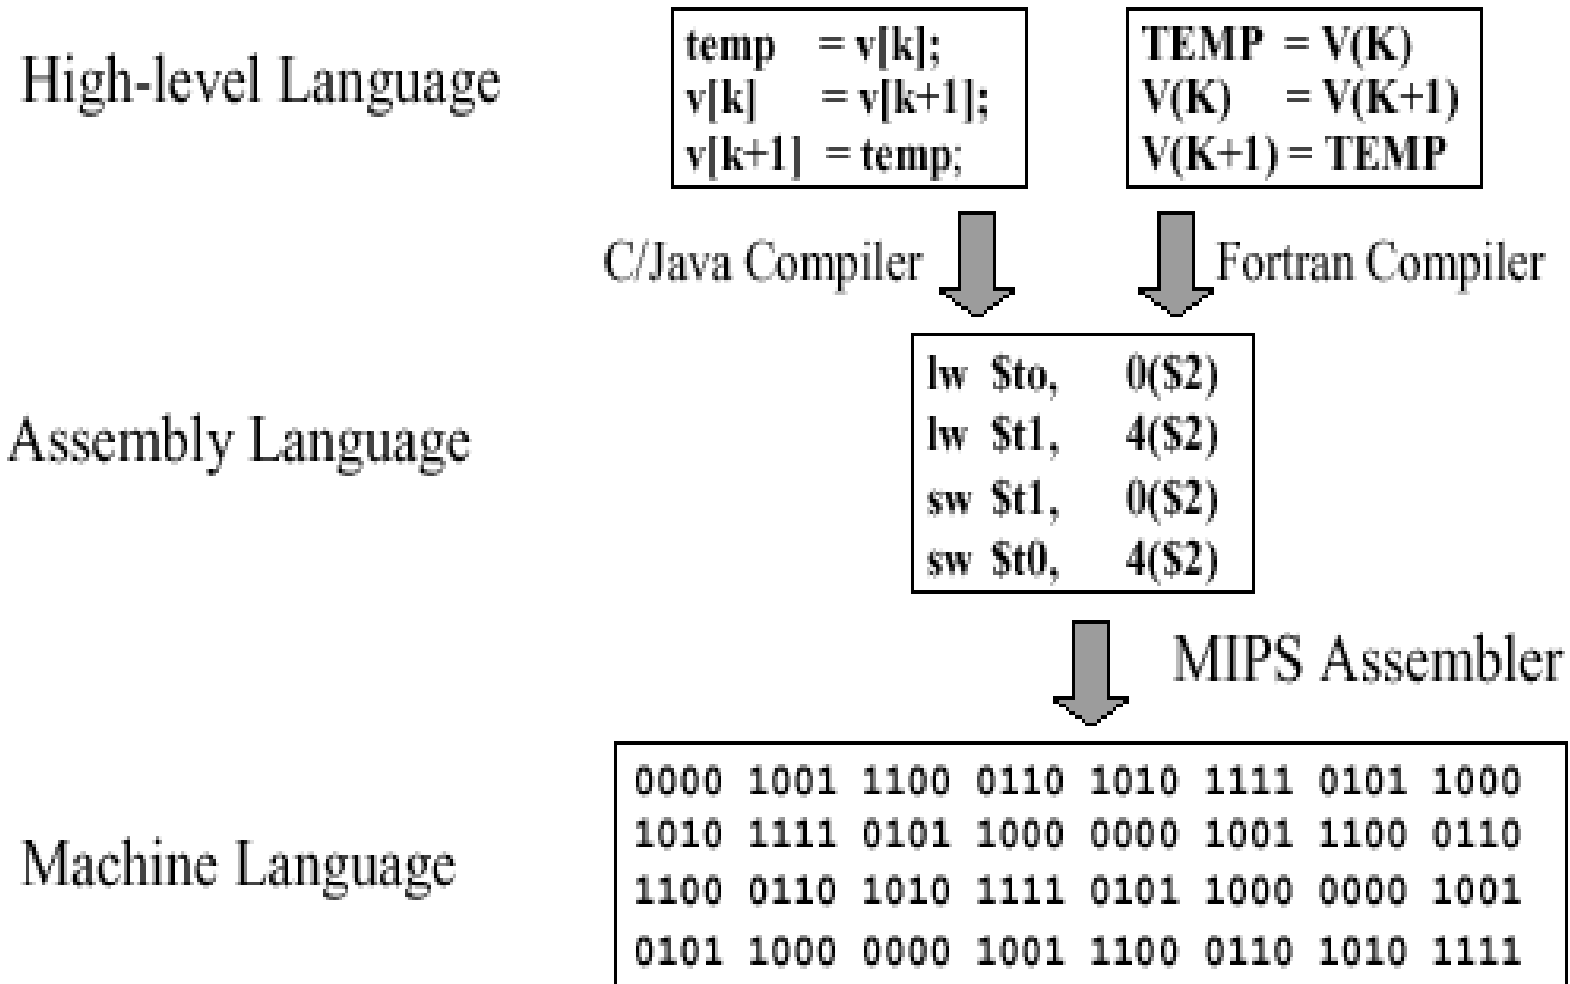 High-level Language
temp = v[k];
v[k] = v[k+1];
v[k+1] = temp;
TEMP = V(K)
V(K) = V(K+1)
V(K+1) = TEMP
C/Java Compiler
Fortran Compiler
Assembly Language
lw $to, 0($2)
lw $t1, 4($2)
sw $t1, 0($2)
sw $t0, 4($2)
MIPS Assembler
Machine Language
0000 1001 1100 0110 1010 1111 0101 1000
1010 1111 0101 1000 0000 1001 1100 0110
1100 0110 1010 1111 0101 1000 0000 1001
0101 1000 0000 1001 1100 0110 1010 1111